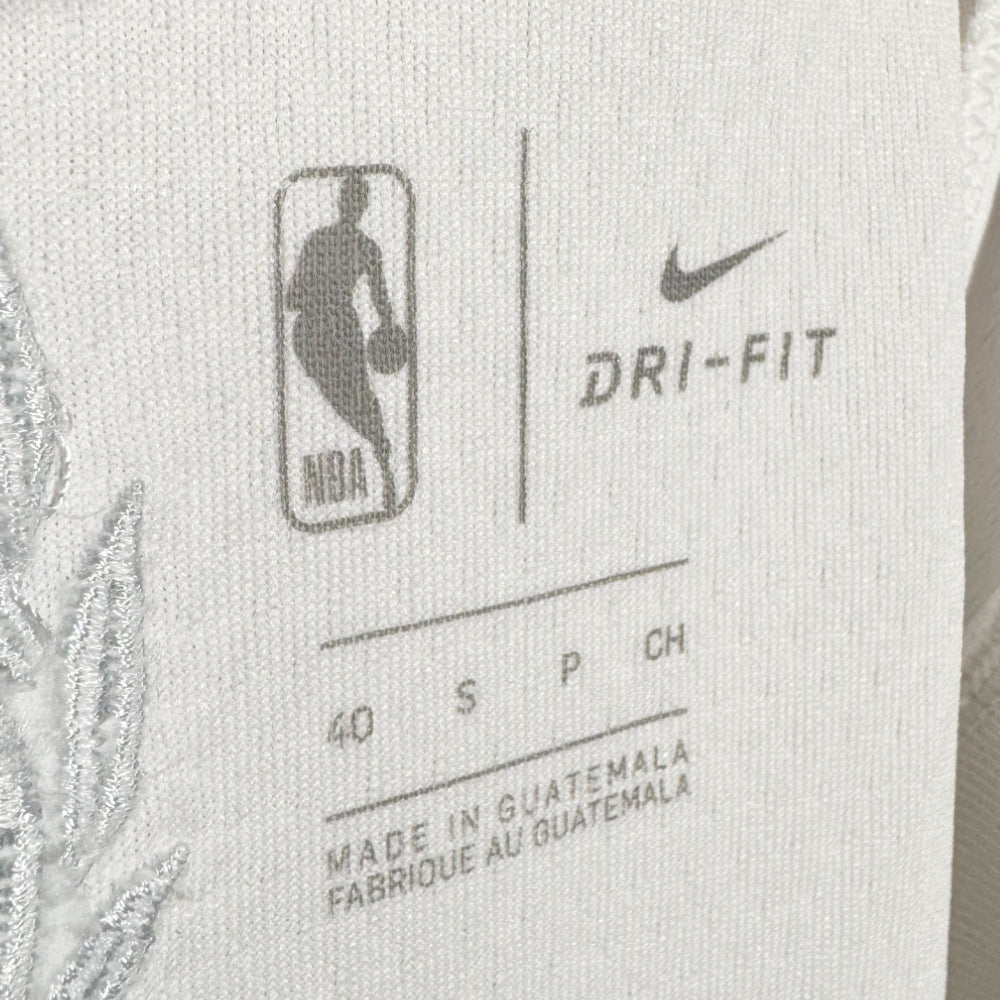 NBA
DRI-FIT
40 S P CH
MADE IN GUATEMALA
FABRIQUE AU GUATEMALA